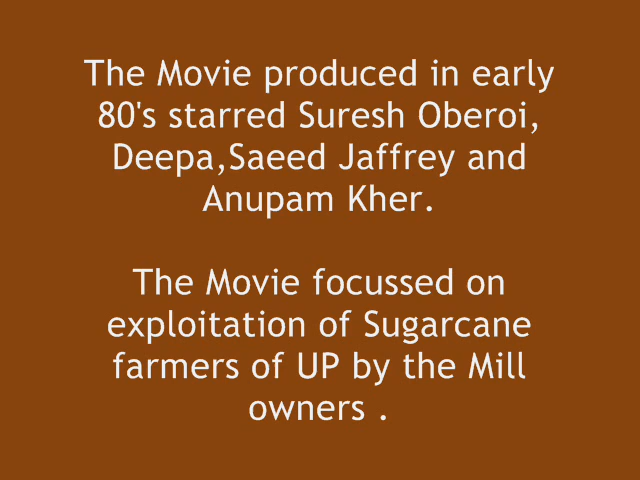 The Movie produced in early
80's starred Suresh Oberoi,
Deepa,Saeed Jaffrey and
Anupam Kher.
The Movie focussed on
exploitation of Sugarcane
farmers of UP by the Mill
owners .